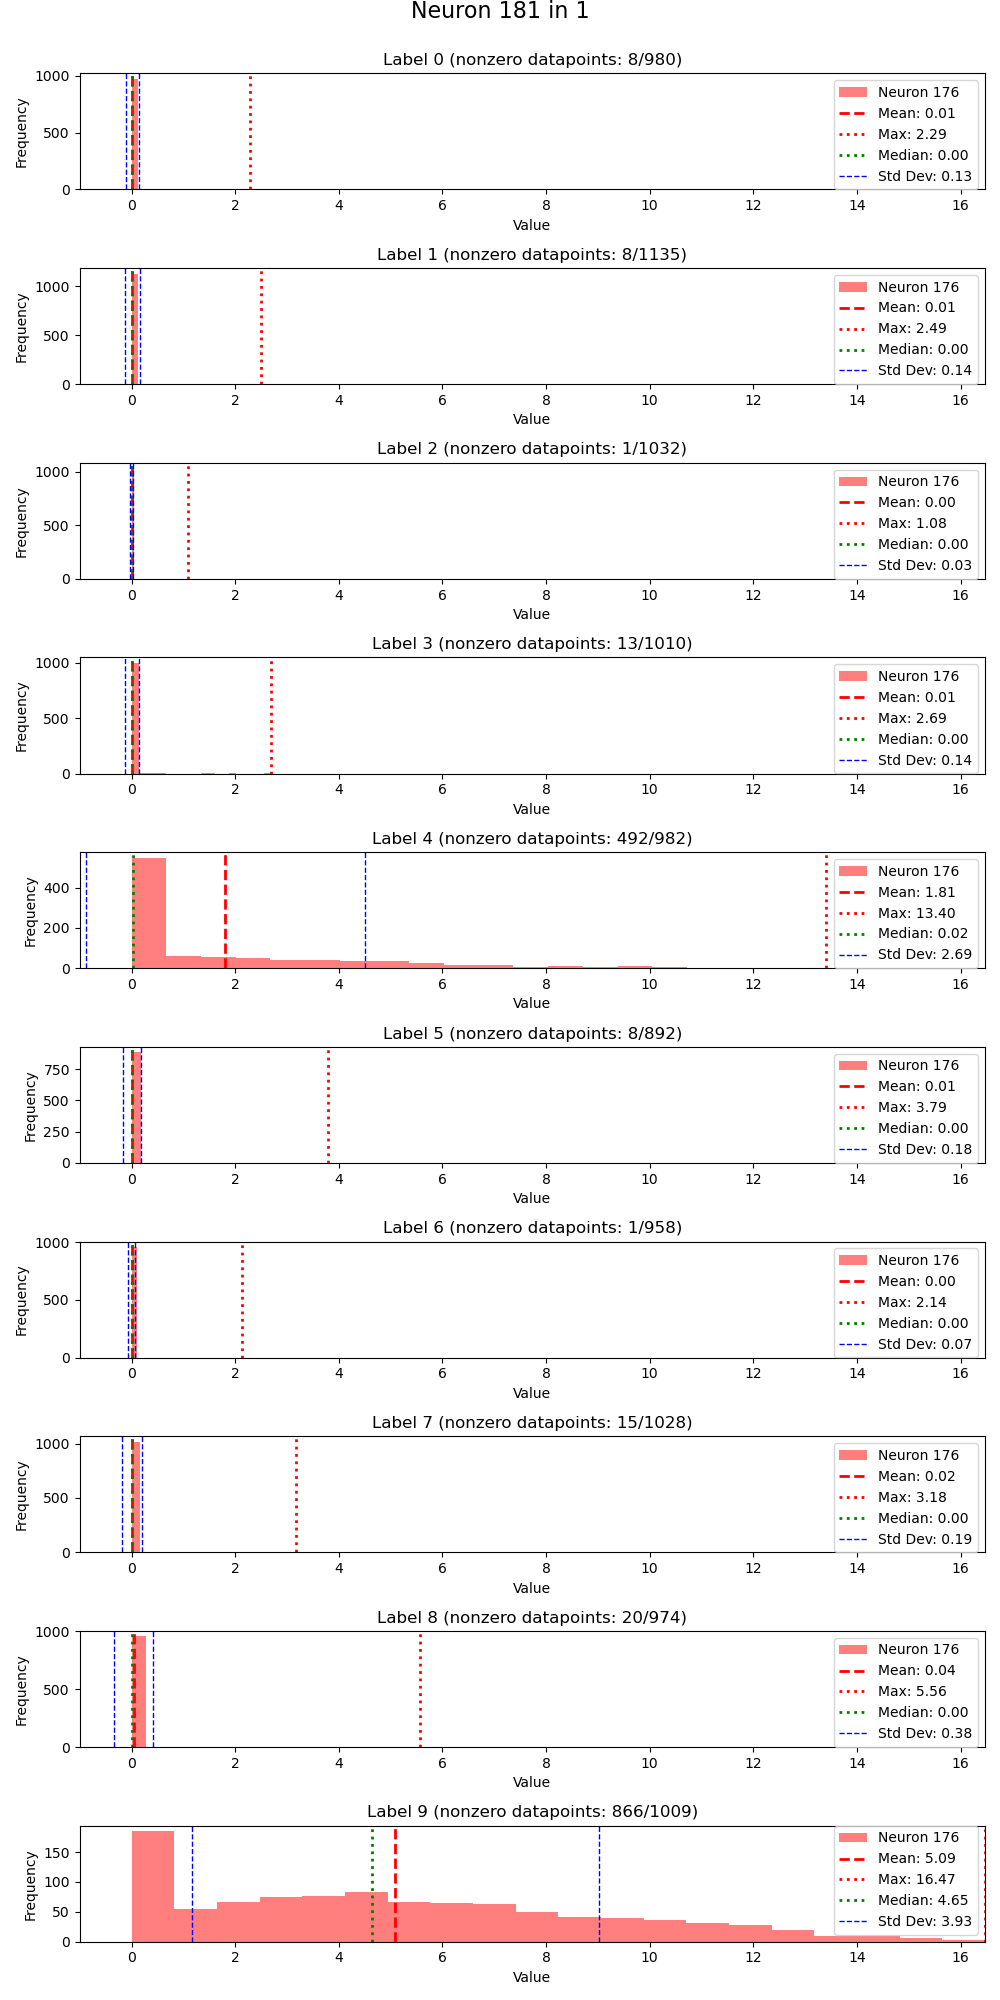 Neuron 181 in 1
Label 0 (nonzero datapoints: 8/980)
Frequency
1000
500
0
Neuron 176
Mean: 0.01
Max: 2.29
Median: 0.00
Std Dev: 0.13
0 2 4 6 8 10 12 14 16
Value
Label 1 (nonzero datapoints: 8/1135)
Frequency
1000
500
0
Neuron 176
Mean: 0.01
Max: 2.49
Median: 0.00
Std Dev: 0.14
0 2 4 6 8 10 12 14 16
Value
Label 2 (nonzero datapoints: 1/1032)
Frequency
1000
500
0
Neuron 176
Mean: 0.00
Max: 1.08
Median: 0.00
Std Dev: 0.03
0 2 4 6 8 10 12 14 16
Value
Label 3 (nonzero datapoints: 13/1010)
Frequency
1000
500
0
Neuron 176
Mean: 0.01
Max: 2.69
Median: 0.00
Std Dev: 0.14
0 2 4 6 8 10 12 14 16
Value
Label 4 (nonzero datapoints: 492/982)
Frequency
400
200
0
Neuron 176
Mean: 1.81
Max: 13.40
Median: 0.02
Std Dev: 2.69
0 2 4 6 8 10 12 14 16
Value
Label 5 (nonzero datapoints: 8/892)
Frequency
750
500
250
0
Neuron 176
Mean: 0.01
Max: 3.79
Median: 0.00
Std Dev: 0.18
0 2 4 6 8 10 12 14 16
Value
Label 6 (nonzero datapoints: 1/958)
Frequency
1000
500
0
Neuron 176
Mean: 0.00
Max: 2.14
Median: 0.00
Std Dev: 0.07
0 2 4 6 8 10 12 14 16
Value
Label 7 (nonzero datapoints: 15/1028)
Frequency
1000
500
0
Neuron 176
Mean: 0.02
Max: 3.18
Median: 0.00
Std Dev: 0.19
0 2 4 6 8 10 12 14 16
Value
Label 8 (nonzero datapoints: 20/974)
Frequency
1000
500
0
Neuron 176
Mean: 0.04
Max: 5.56
Median: 0.00
Std Dev: 0.38
0 2 4 6 8 10 12 14 16
Value
Label 9 (nonzero datapoints: 866/1009)
Frequency
150
100
50
0
Neuron 176
Mean: 5.09
Max: 16.47
Median: 4.65
Std Dev: 3.93
0 2 4 6 8 10 12 14 16
Value